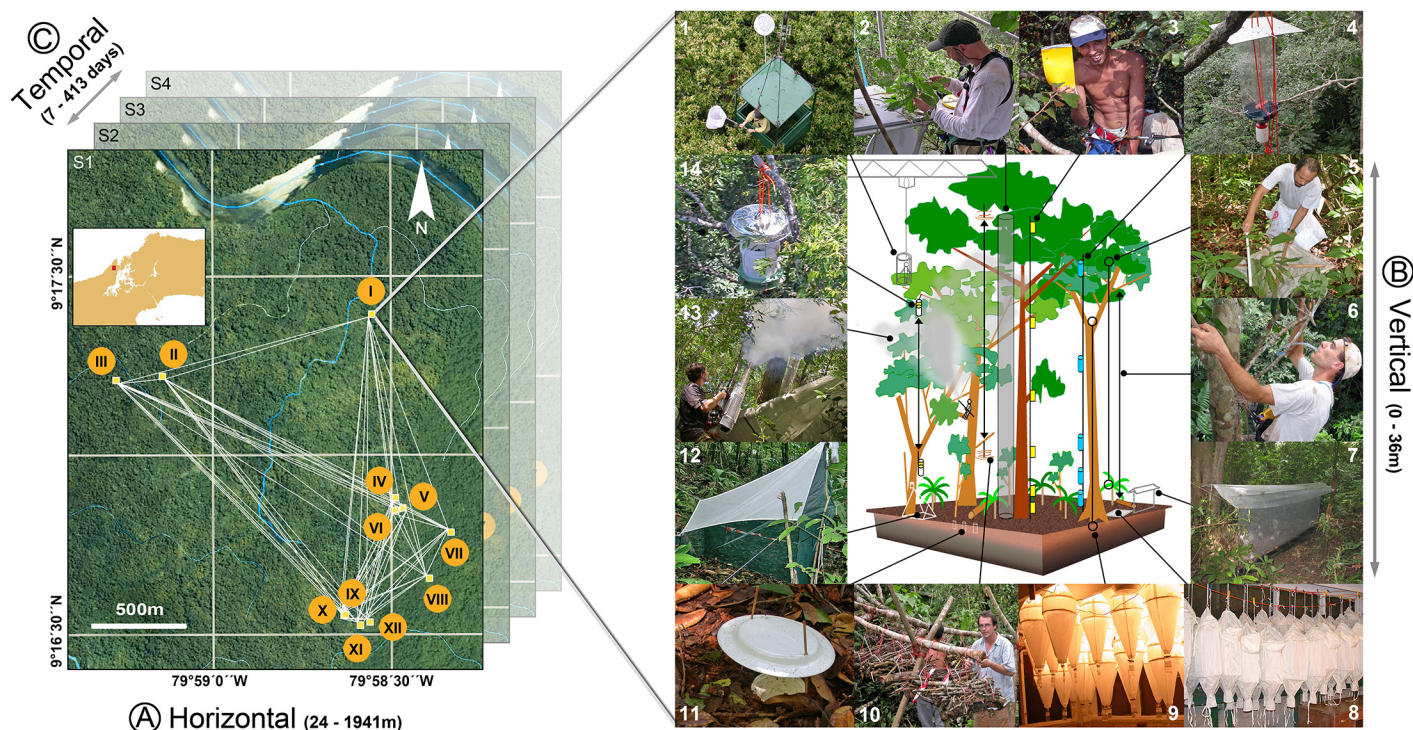 © Temporal
(7 - 413 days)
S4
S3
S2
S1
N
9°17'30´´N
9°16'30´´N
I
II
III
IV
V
VI
VII
VIII
IX
X
XI
XII
500m
79°59´0´´W
79°58´30´´W
Ⓐ Horizontal (24 - 1941m)
1
2
3
4
14
5
13
6
12
7
11
10
9
8
Ⓑ Vertical (0 - 36m)